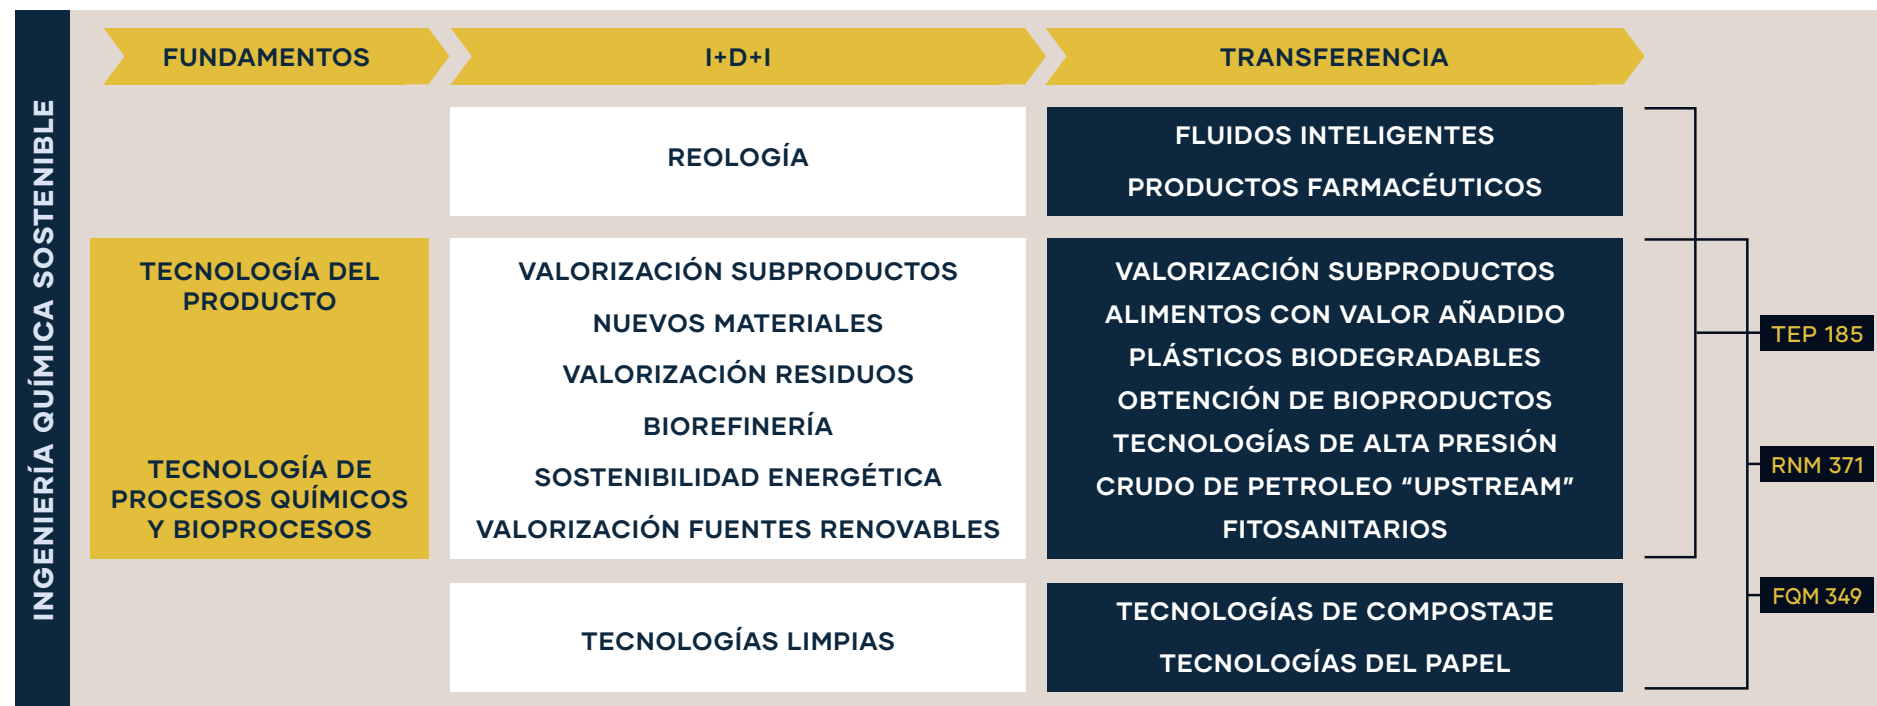 INGENIERÍA QUÍMICA SOSTENIBLE
FUNDAMENTOS
I+D+I
TRANSFERENCIA
REOLOGÍA
FLUIDOS INTELIGENTES
PRODUCTOS FARMACÉUTICOS
TECNOLOGÍA DEL
PRODUCTO
TECNOLOGÍA DE
PROCESOS QUÍMICOS
Y BIOPROCESOS
VALORIZACIÓN SUBPRODUCTOS
NUEVOS MATERIALES
VALORIZACIÓN RESIDUOS
BIOREFINERÍA
SOSTENIBILIDAD ENERGÉTICA
VALORIZACIÓN FUENTES RENOVABLES
VALORIZACIÓN SUBPRODUCTOS
ALIMENTOS CON VALOR AÑADIDO
PLÁSTICOS BIODEGRADABLES
OBTENCIÓN DE BIOPRODUCTOS
TECNOLOGÍAS DE ALTA PRESIÓN
CRUDO DE PETROLEO “UPSTREAM”
FITOSANITARIOS
TECNOLOGÍAS LIMPIAS
TECNOLOGÍAS DE COMPOSTAJE
TECNOLOGÍAS DEL PAPEL
TEP 185
RNM 371
FQM 349